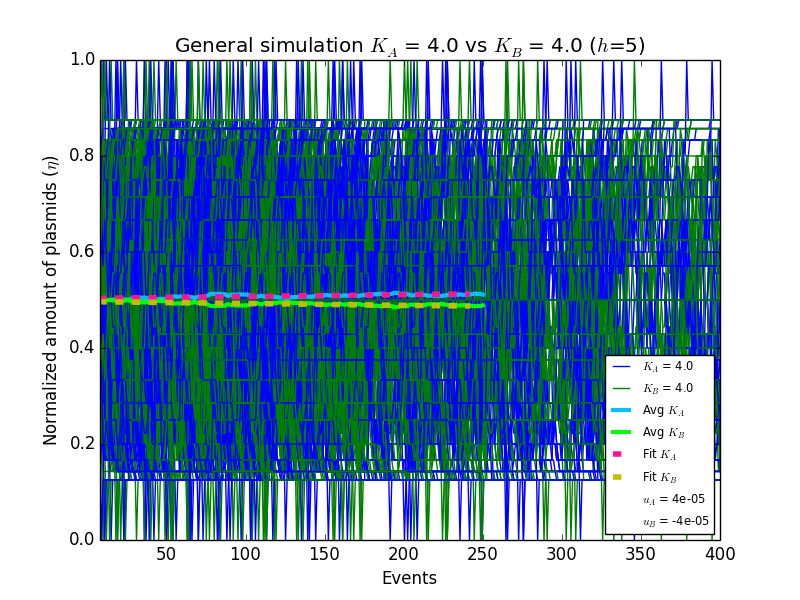 General simulation K_A = 4.0 vs K_B = 4.0 (h=5)
Normalized amount of plasmids (η)
1.0
0.8
0.6
0.4
0.2
0.0
K_A = 4.0
K_B = 4.0
Avg K_A
Avg K_B
Fit K_A
Fit K_B
u_A = 4e-05
u_B = -4e-05
50 100 150 200 250 300 350 400
Events